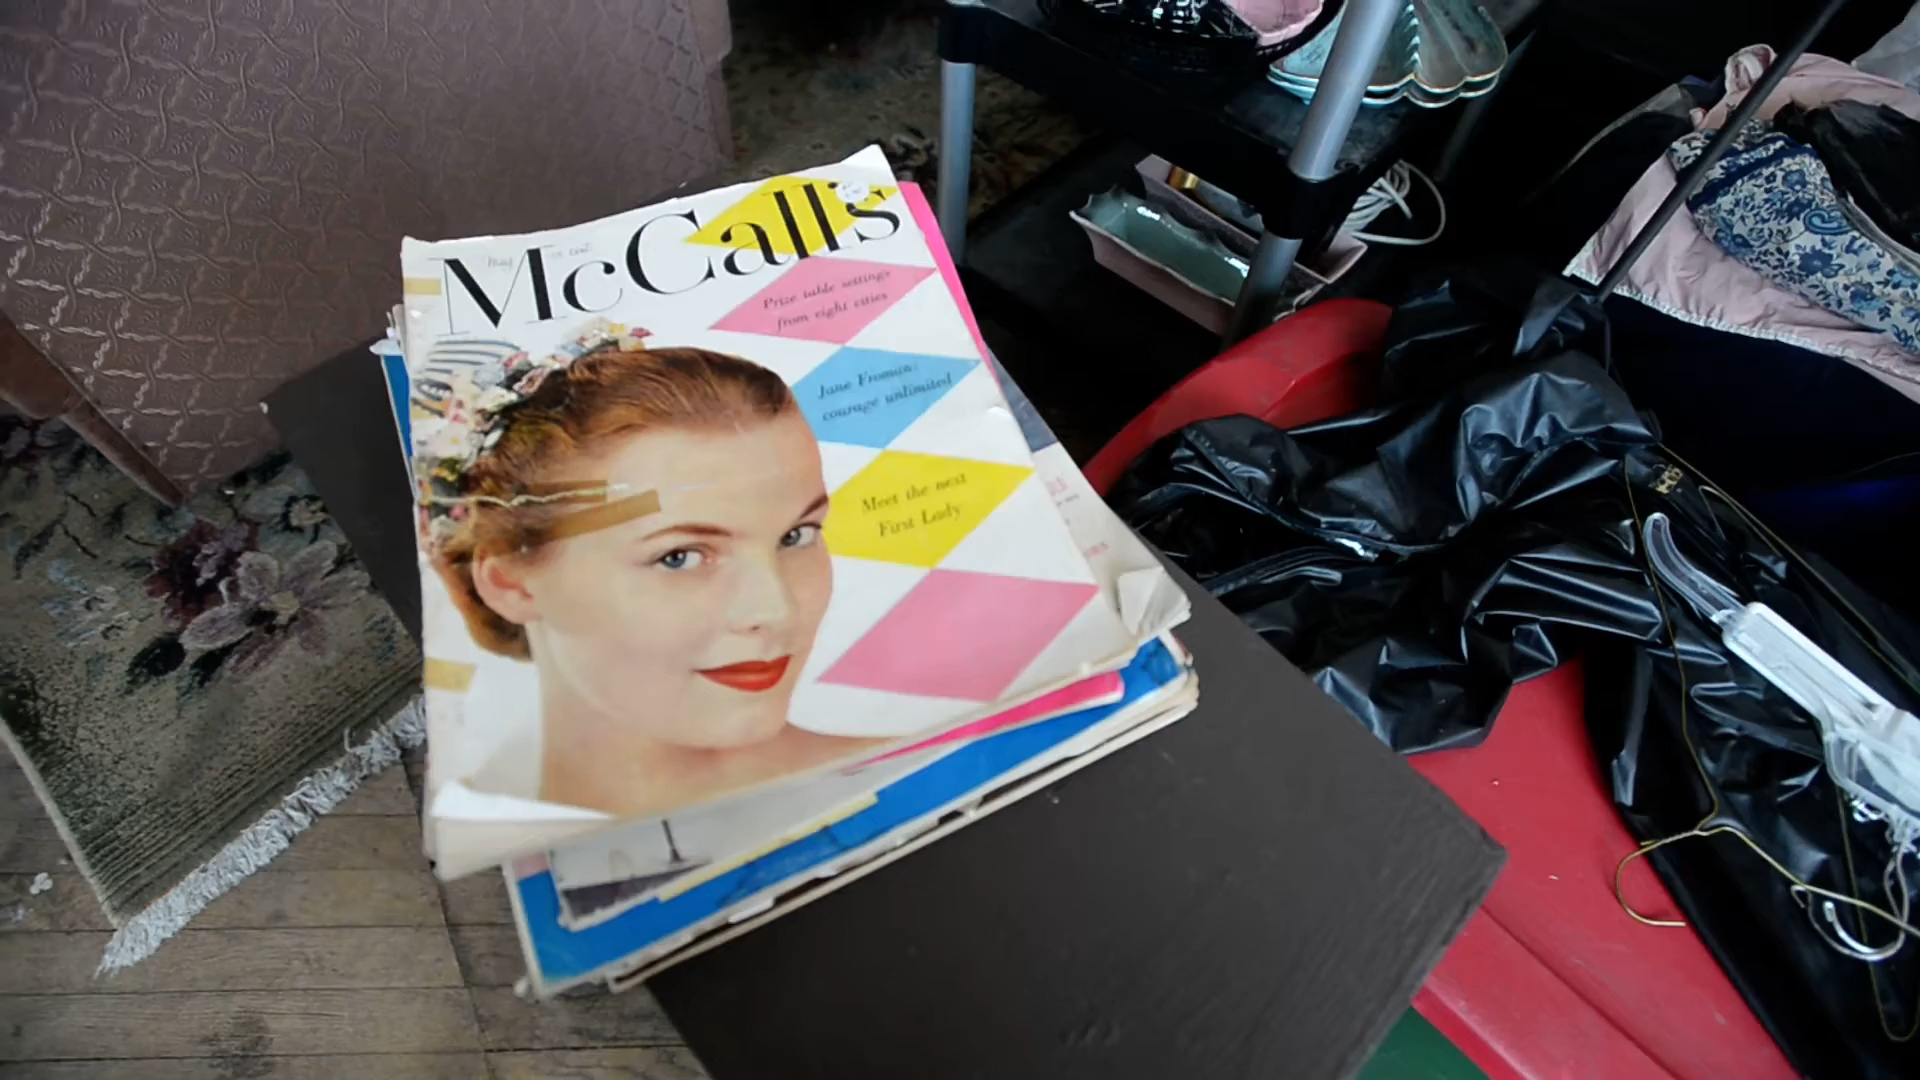 McCall's
May
Prize table settings
from eight cities
Jane Froman:
courage unlimited
Meet the next
First Lady